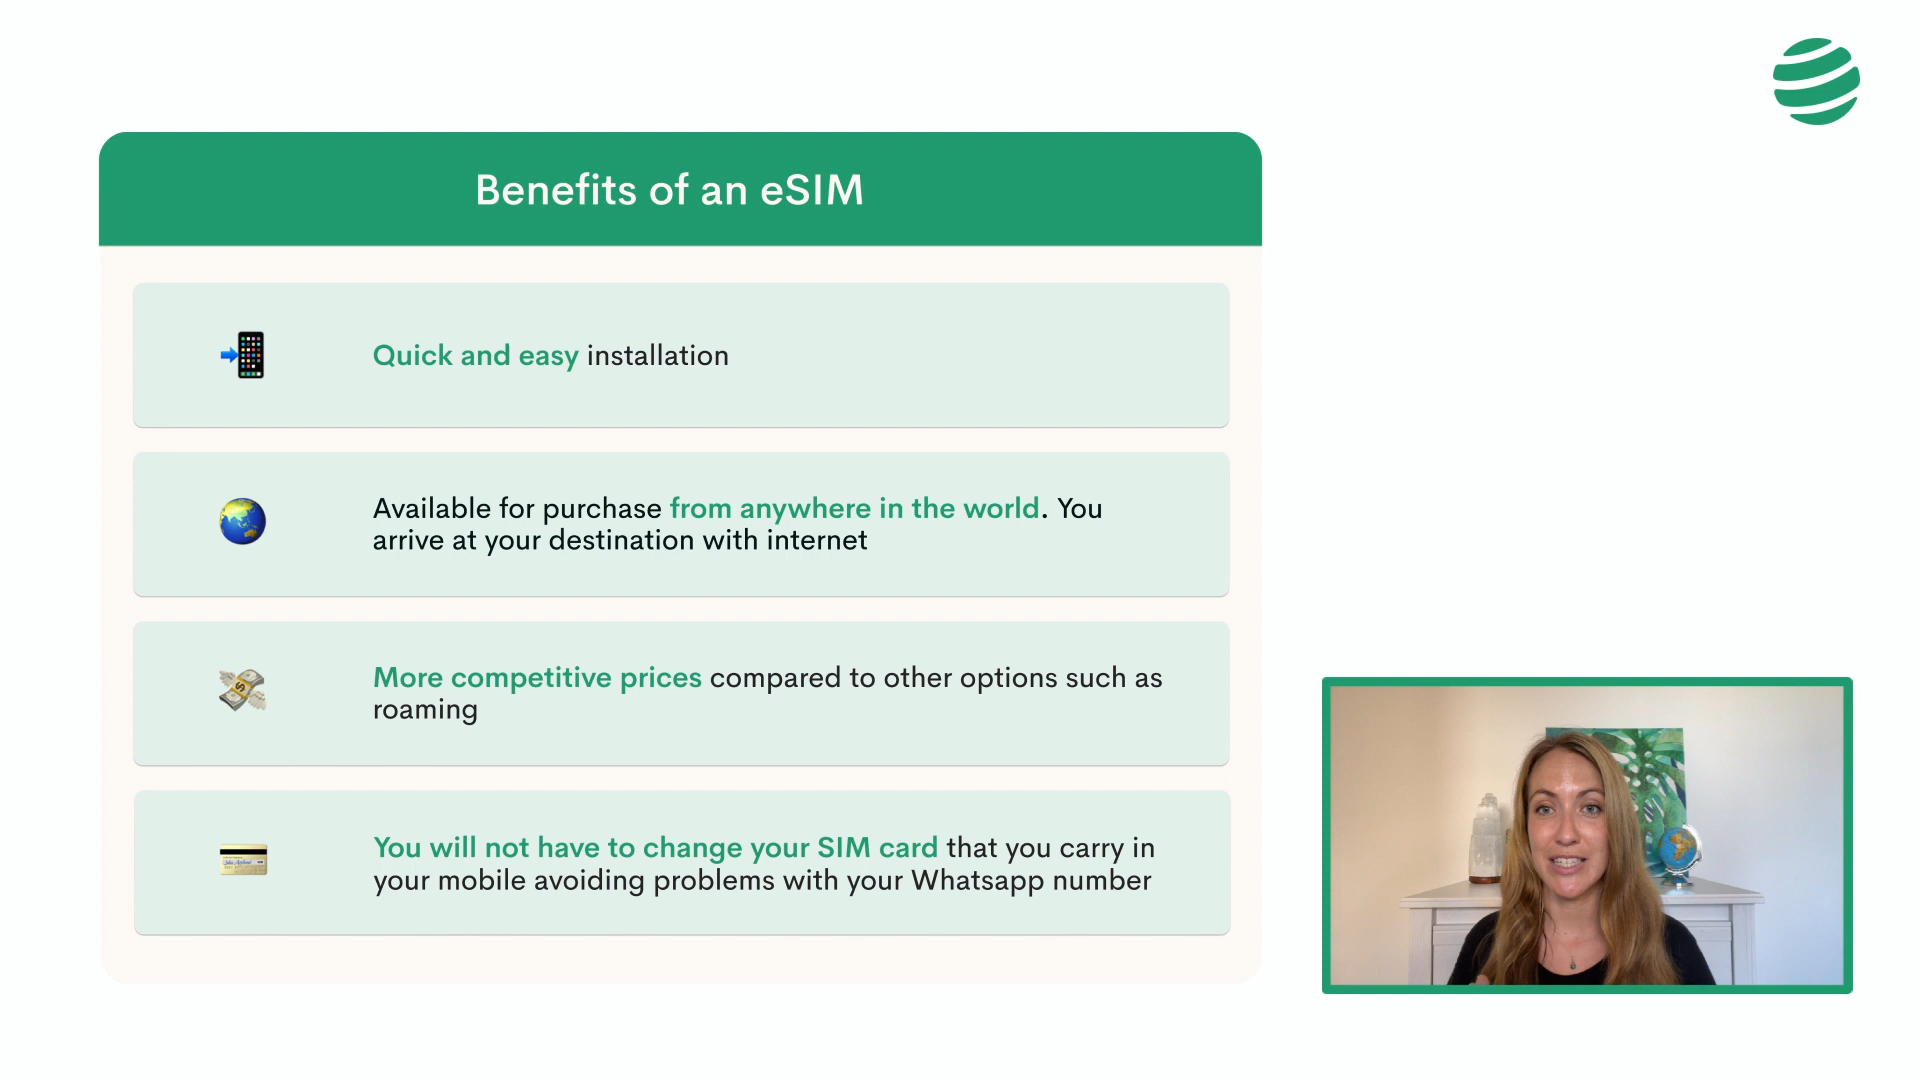 Benefits of an eSIM
Quick and easy installation
Available for purchase from anywhere in the world. You
arrive at your destination with internet
More competitive prices compared to other options such as
roaming
You will not have to change your SIM card that you carry in
your mobile avoiding problems with your Whatsapp number